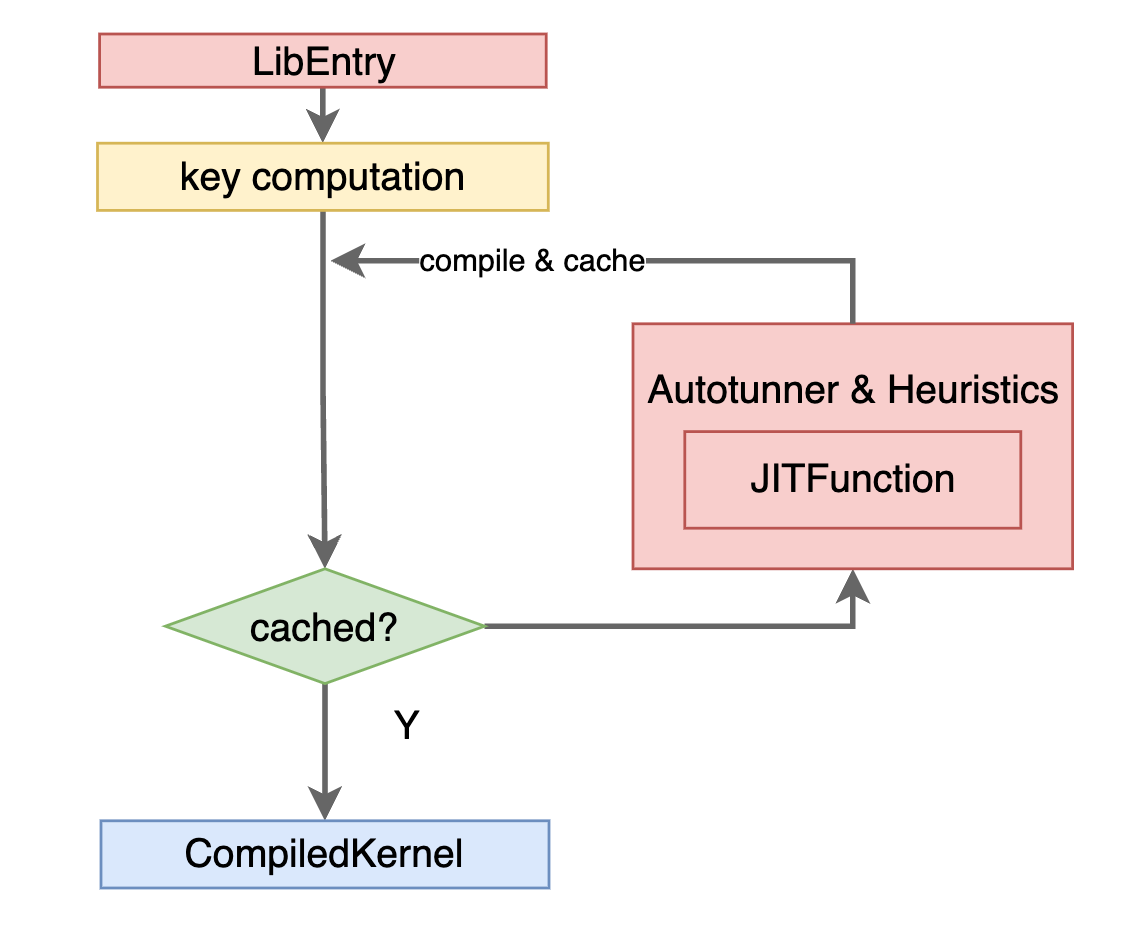 LibEntry
key computation
compile & cache
Autotunner & Heuristics
JITFunction
cached?
Y
CompiledKernel